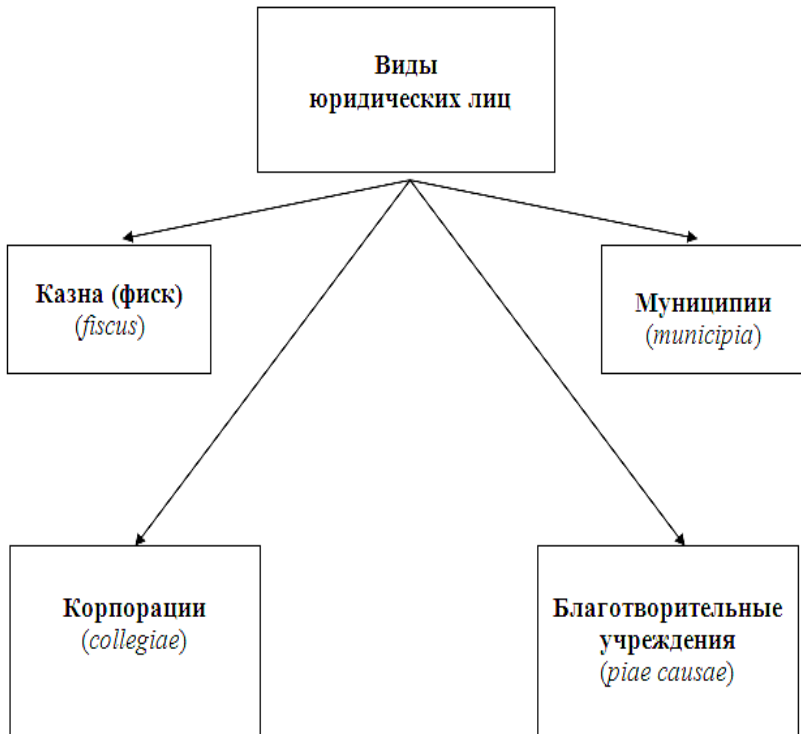 Виды
юридических лиц
Казна (фиск)
(fiscus)
Муниципии
(municipia)
Корпорации
(collegiae)
Благотворительные
учреждения
(piae causae)